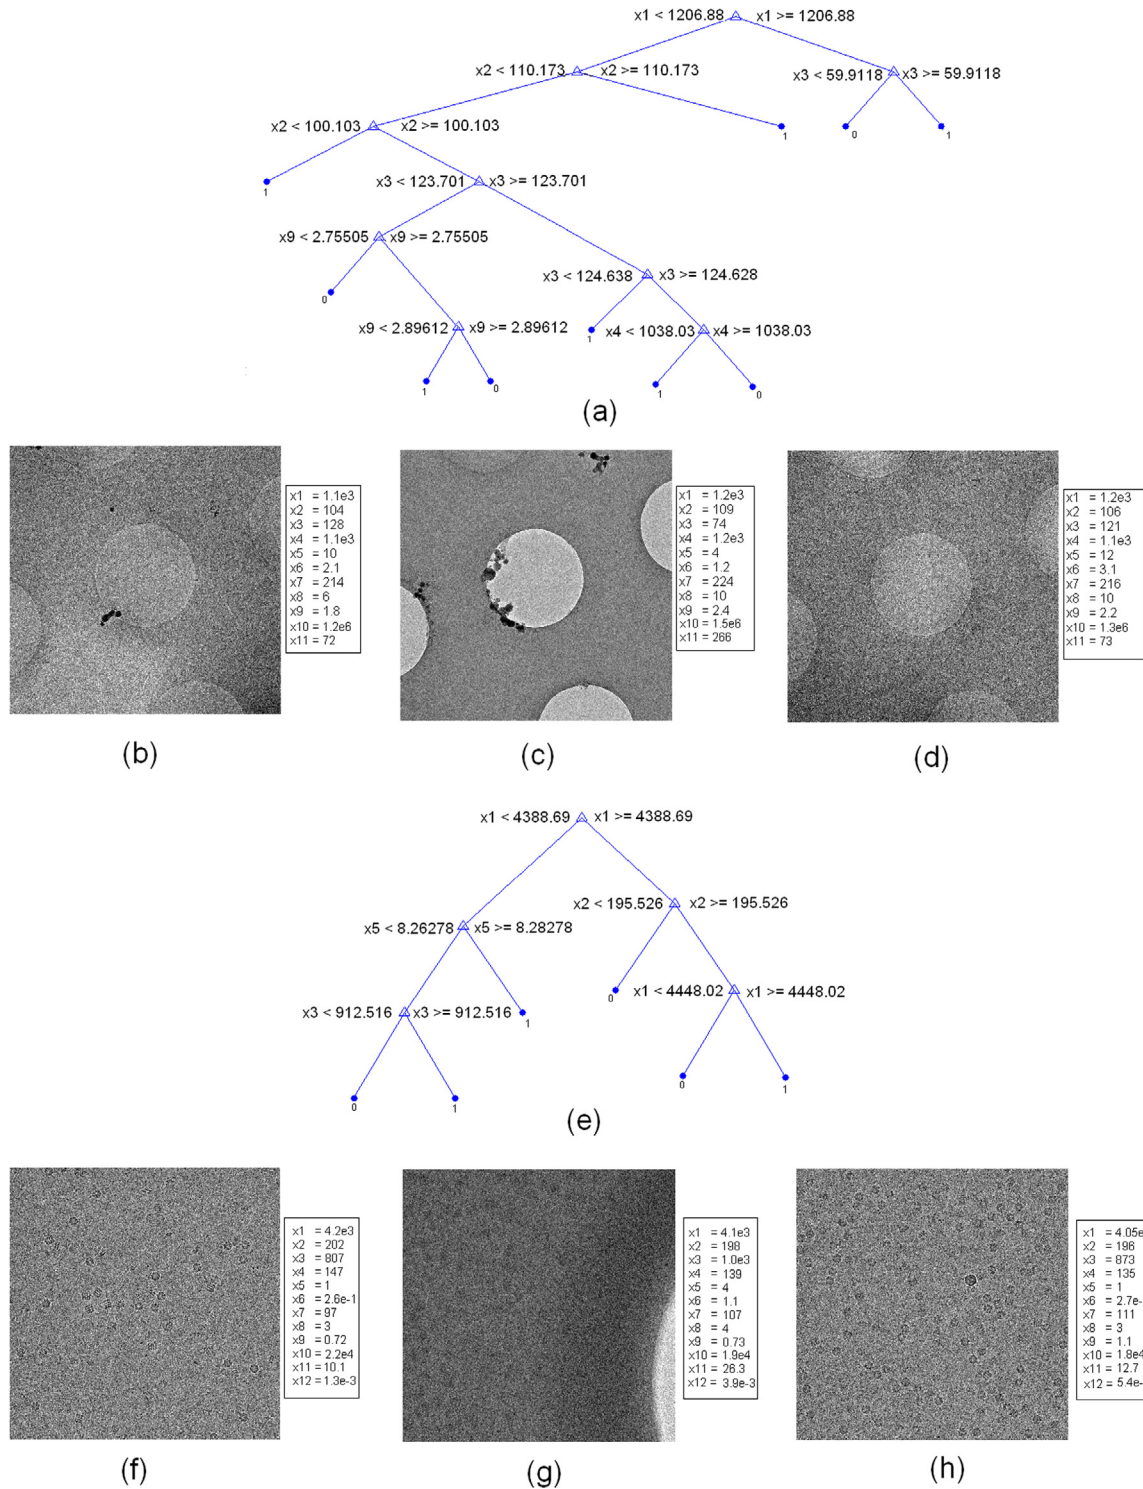 x1 < 1206.88 x1 >= 1206.88
x2 < 110.173 x2 >= 110.173 x3 < 59.9118 x3 >= 59.9118
x2 < 100.103 x2 >= 100.103 1 0 1
1 x3 < 123.701 x3 >= 123.701
x9 < 2.75505 x9 >= 2.75505
x3 < 124.638 x3 >= 124.628
0
x9 < 2.89612 x9 >= 2.89612 1 x4 < 1038.03 x4 >= 1038.03
1 0 1 0
(a)
x1 = 1.1e3
x2 = 104
x3 = 128
x4 = 1.1e3
x5 = 10
x6 = 2.1
x7 = 214
x8 = 6
x9 = 1.8
x10 = 1.2e6
x11 = 72
x1 = 1.2e3
x2 = 109
x3 = 74
x4 = 1.2e3
x5 = 4
x6 = 1.2
x7 = 224
x8 = 10
x9 = 2.4
x10 = 1.5e6
x11 = 266
x1 = 1.2e3
x2 = 106
x3 = 121
x4 = 1.1e3
x5 = 12
x6 = 3.1
x7 = 216
x8 = 10
x9 = 2.2
x10 = 1.3e6
x11 = 73
(b) (c) (d)
x1 < 4388.69 x1 >= 4388.69
x2 < 195.526 x2 >= 195.526
x5 < 8.26278 x5 >= 8.28278
0 x1 < 4448.02 x1 >= 4448.02
x3 < 912.516 x3 >= 912.516 1
0 1
0 1
(e)
x1 = 4.2e3
x2 = 202
x3 = 807
x4 = 147
x5 = 1
x6 = 2.6e-1
x7 = 97
x8 = 3
x9 = 0.72
x10 = 2.2e4
x11 = 10.1
x12 = 1.3e-3
x1 = 4.1e3
x2 = 198
x3 = 1.0e3
x4 = 139
x5 = 4
x6 = 1.1
x7 = 107
x8 = 4
x9 = 0.73
x10 = 1.9e4
x11 = 26.3
x12 = 3.9e-3
x1 = 4.05e
x2 = 196
x3 = 873
x4 = 135
x5 = 1
x6 = 2.7e-
x7 = 111
x8 = 3
x9 = 1.1
x10 = 1.8e4
x11 = 12.7
x12 = 5.4e-
(f) (g) (h)